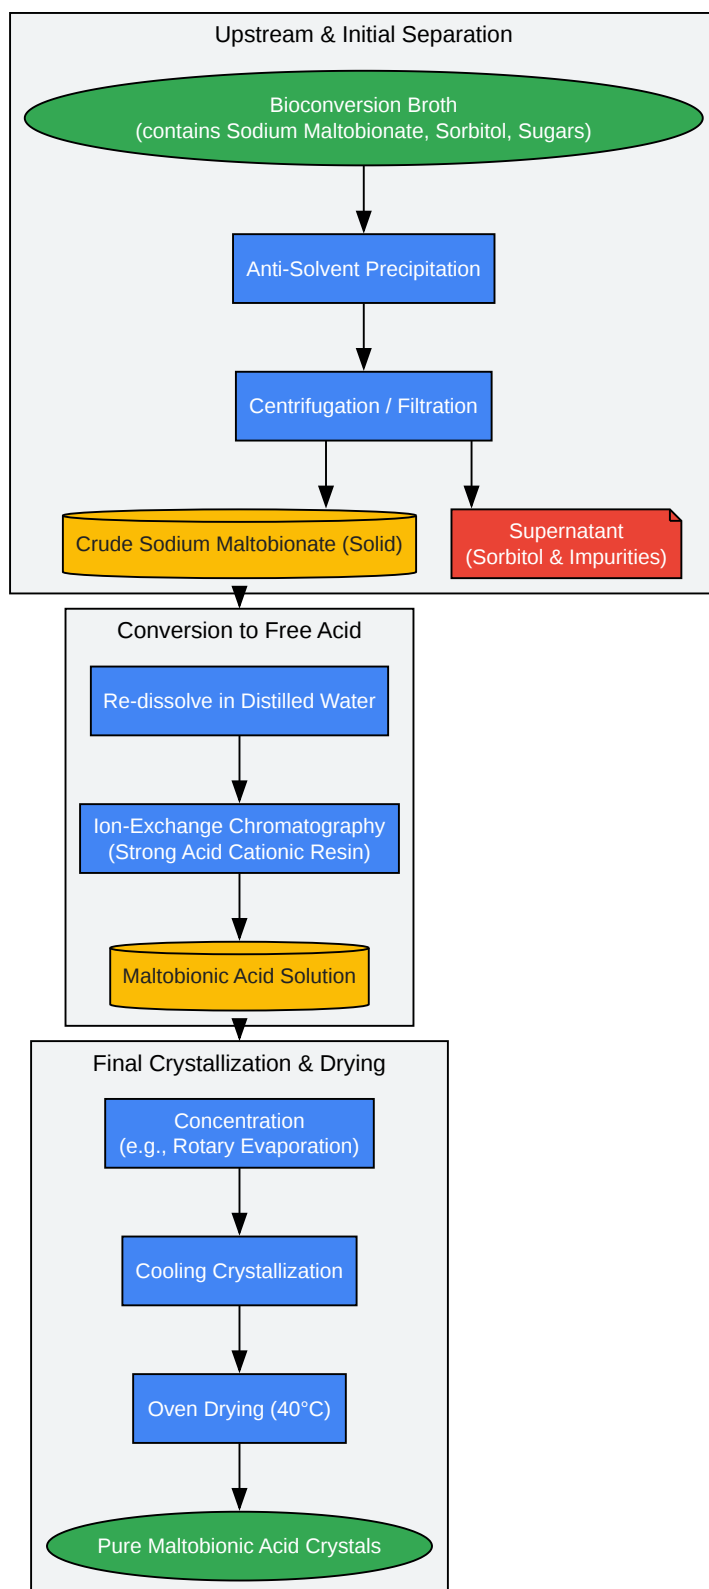 Upstream & Initial Separation
Bioconversion Broth
(contains Sodium Maltobionate, Sorbitol, Sugars)
Anti-Solvent Precipitation
Centrifugation / Filtration
Crude Sodium Maltobionate (Solid)
Supernatant
(Sorbitol & Impurities)
Conversion to Free Acid
Re-dissolve in Distilled Water
Ion-Exchange Chromatography
(Strong Acid Cationic Resin)
Maltobionic Acid Solution
Final Crystallization & Drying
Concentration
(e.g., Rotary Evaporation)
Cooling Crystallization
Oven Drying (40°C)
Pure Maltobionic Acid Crystals